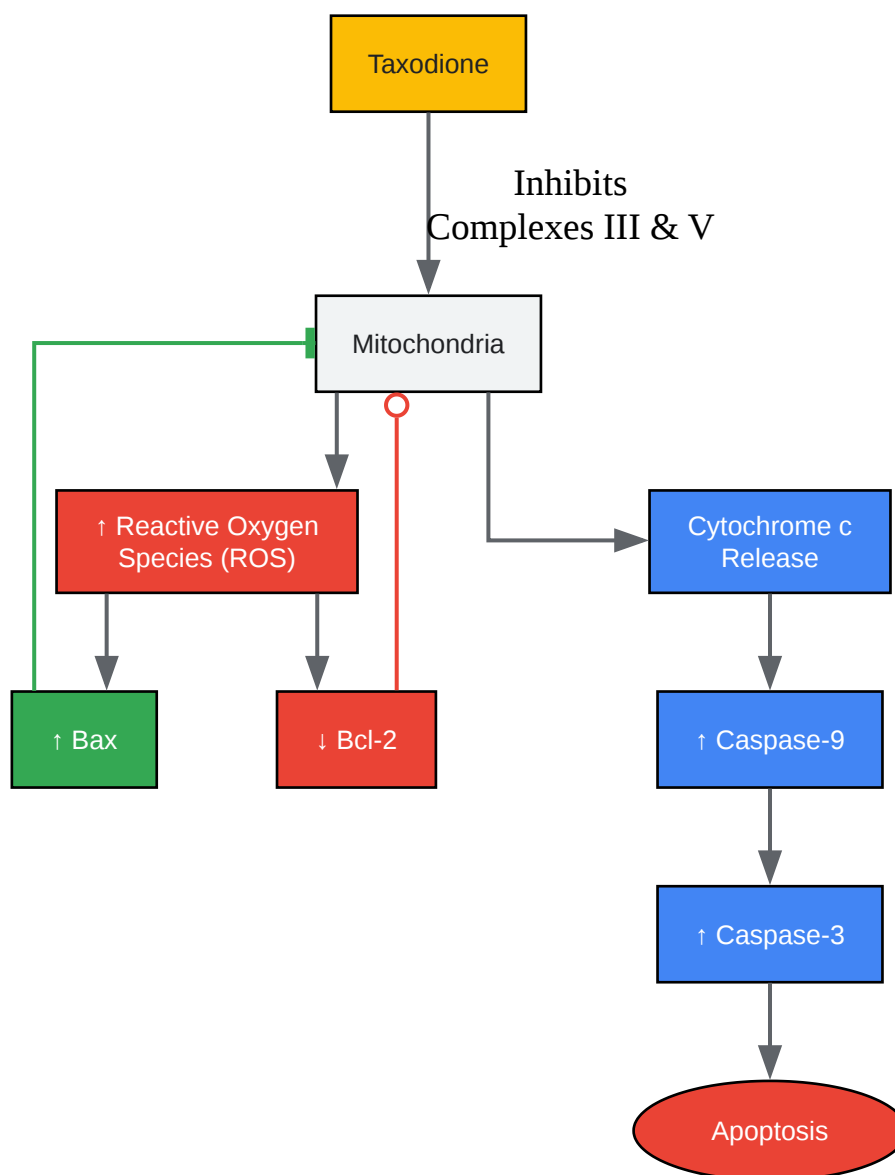 Taxodione
Inhibits
Complexes III & V
Mitochondria
↑ Reactive Oxygen
Species (ROS)
Cytochrome c
Release
↑ Bax
↓ Bcl-2
↑ Caspase-9
↑ Caspase-3
Apoptosis